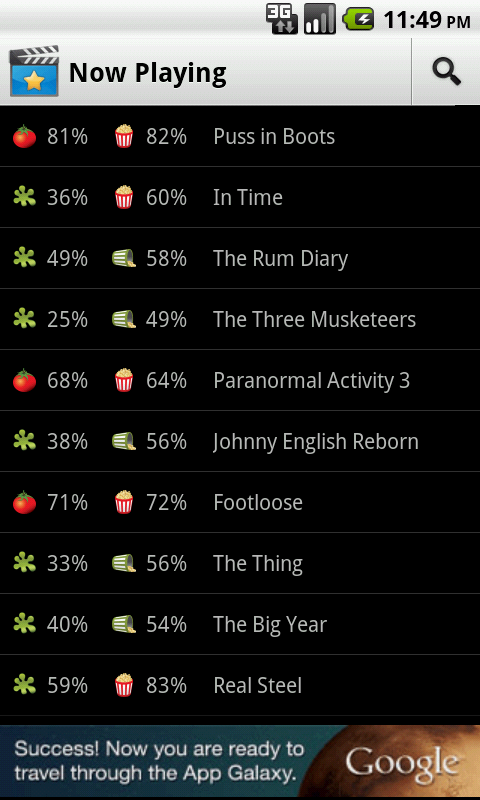 3G 11:49 PM
Now Playing
81% 82% Puss in Boots
36% 60% In Time
49% 58% The Rum Diary
25% 49% The Three Musketeers
68% 64% Paranormal Activity 3
38% 56% Johnny English Reborn
71% 72% Footloose
33% 56% The Thing
40% 54% The Big Year
59% 83% Real Steel
Success! Now you are ready to
travel through the App Galaxy.
Google